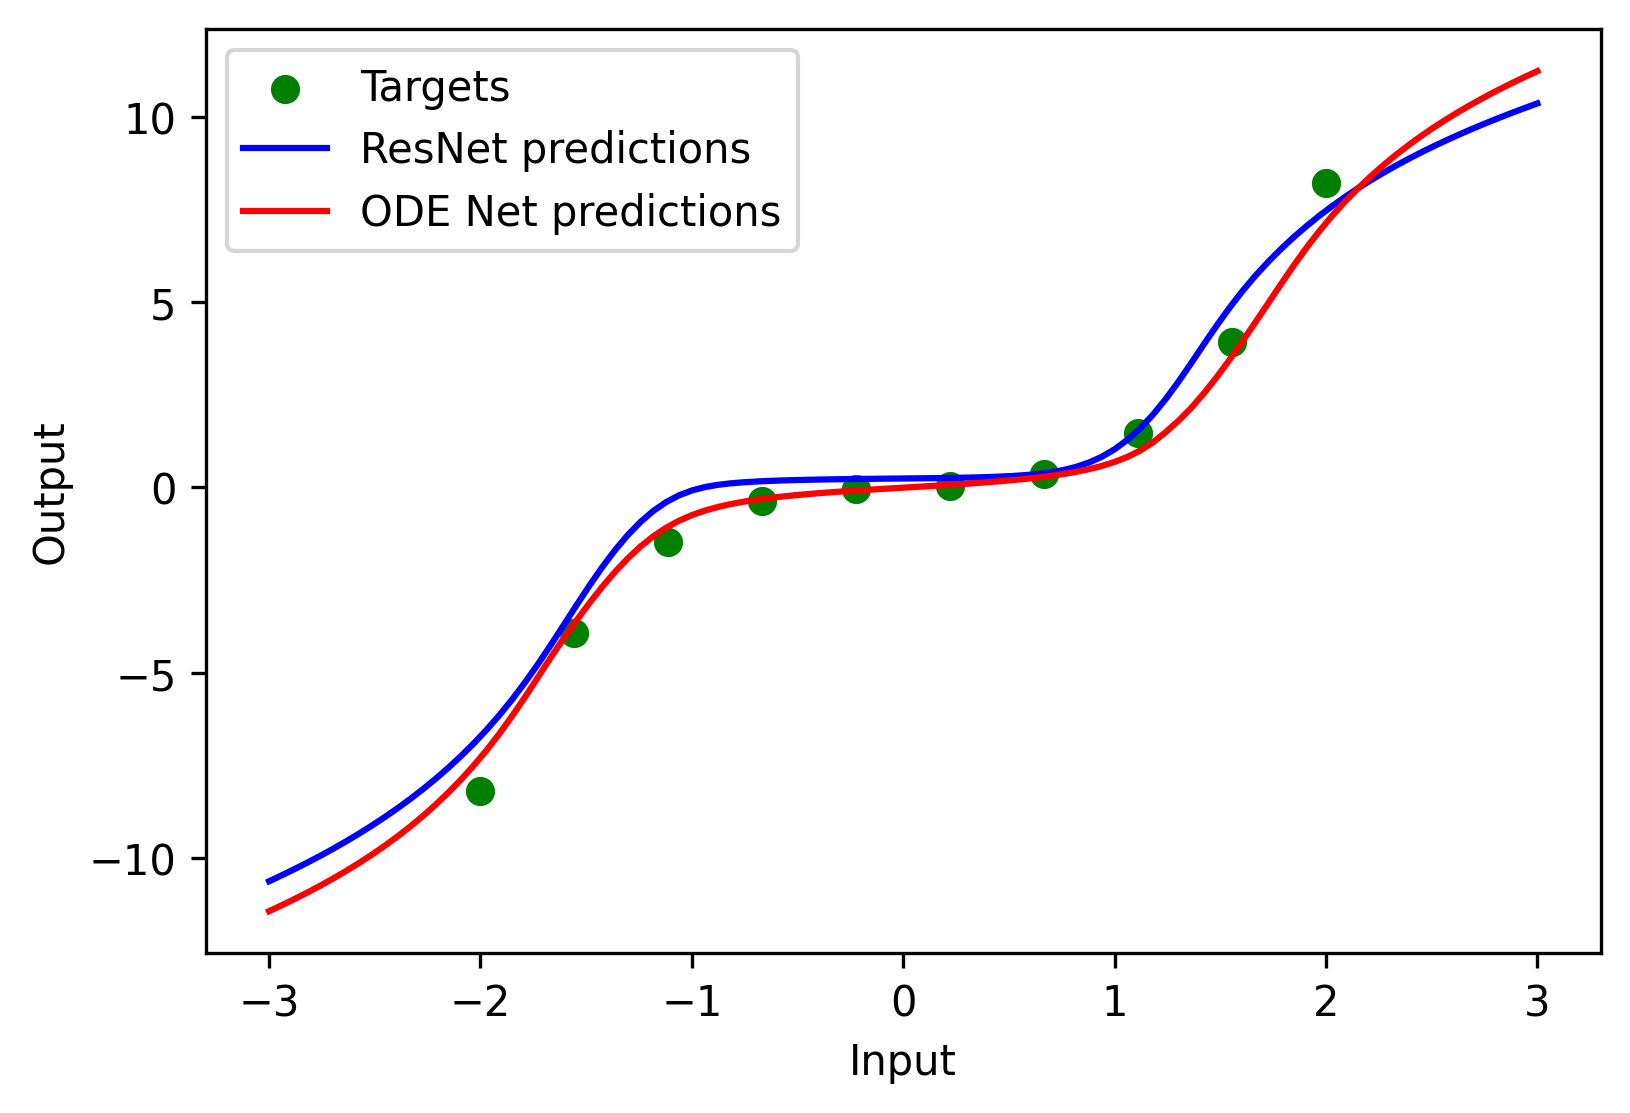 Targets
ResNet predictions
ODE Net predictions
10
5
0
−5
−10
Output
−3 −2 −1 0 1 2 3
Input